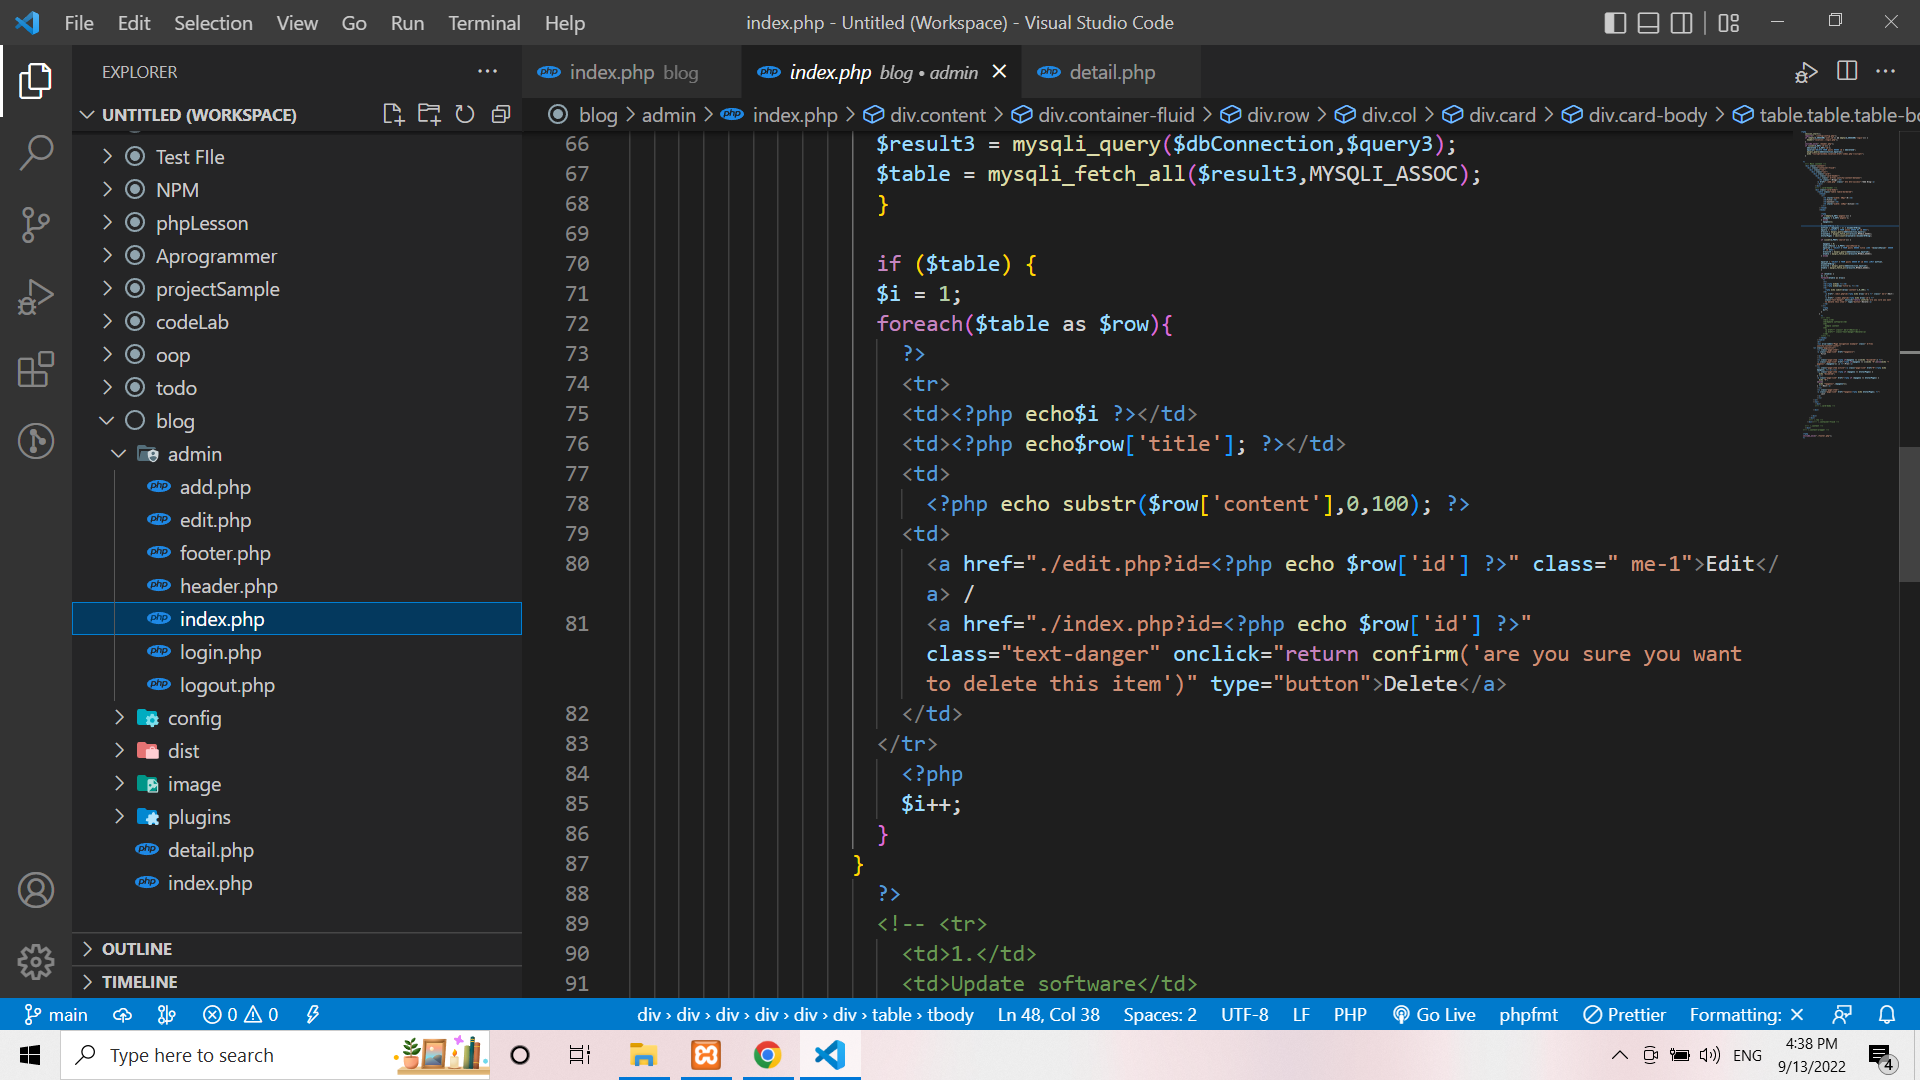 File Edit Selection View Go Run Terminal Help
index.php - Untitled (Workspace) - Visual Studio Code
EXPLORER
UNTITLED (WORKSPACE)
Test FIle
NPM
phpLesson
Aprogrammer
projectSample
codeLab
oop
todo
blog
admin
add.php
edit.php
footer.php
header.php
index.php
login.php
logout.php
config
dist
image
plugins
detail.php
index.php
OUTLINE
TIMELINE
index.php blog
index.php blog • admin
detail.php
blog > admin > index.php > div.content > div.container-fluid > div.row > div.col > div.card > div.card-body > table.table.table-bo
66 $result3 = mysqli_query($dbConnection,$query3);
67 $table = mysqli_fetch_all($result3,MYSQLI_ASSOC);
68 }
69
70 if ($table) {
71 $i = 1;
72 foreach($table as $row){
73 ?>
74 <tr>
75 <td><?php echo$i ?></td>
76 <td><?php echo$row['title']; ?></td>
77 <td>
78 <?php echo substr($row['content'],0,100); ?>
79 <td>
80 <a href="./edit.php?id=<?php echo $row['id'] ?>" class=" me-1">Edit</
a> /
81 <a href="./index.php?id=<?php echo $row['id'] ?>"
class="text-danger" onclick="return confirm('are you sure you want
to delete this item')" type="button">Delete</a>
82 </td>
83 </tr>
84 <?php
85 $i++;
86 }
87 }
88 ?>
89 <!-- <tr>
90 <td>1.</td>
91 <td>Update software</td>
main 0 0 div › div › div › div › div › div › table › tbody Ln 48, Col 38 Spaces: 2 UTF-8 LF PHP Go Live phpfmt Prettier Formatting: ×
Type here to search
ENG
4:38 PM
9/13/2022
4